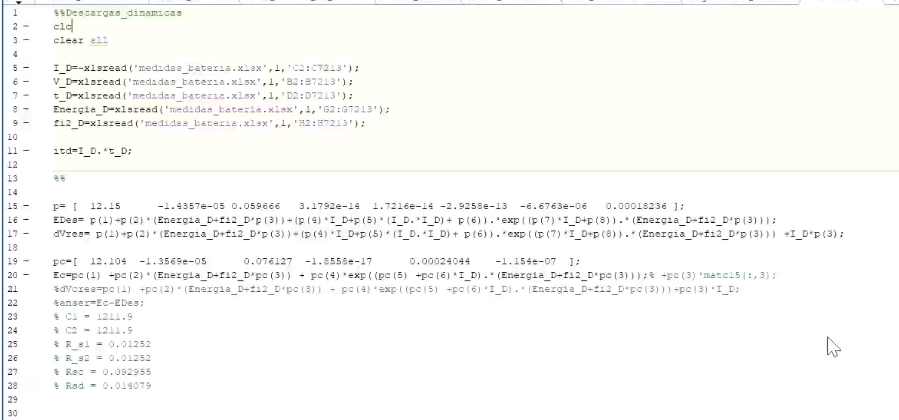 1 %%Descargas_dinamicas
2 clc
3 clear all
4
5 I_D=-xlsread('medidas_bateria.xlsx',1,'C2:C7213');
6 V_D=xlsread('medidas_bateria.xlsx',1,'B2:B7213');
7 t_D=xlsread('medidas_bateria.xlsx',1,'D2:D7213');
8 Energia_D=xlsread('medidas_bateria.xlsx',1,'G2:G7213');
9 fi2_D=xlsread('medidas_bateria.xlsx',1,'H2:H7213');
10
11 itd=I_D.*t_D;
12
13 %%
14
15 p= [ 12.15 -1.4357e-05 0.059666 3.1792e-14 1.7216e-14 -2.9258e-13 -6.6763e-06 0.00018236 ];
16 EDes= p(1)+p(2)*(Energia_D+fi2_D*p(3))+(p(4)*I_D+p(5)*(I_D.*I_D)+ p(6)).*exp((p(7)*I_D+p(8)).*(Energia_D+fi2_D*p(3)));
17 dVres= p(1)+p(2)*(Energia_D+fi2_D*p(3))+(p(4)*I_D+p(5)*(I_D.*I_D)+ p(6)).*exp((p(7)*I_D+p(8)).*(Energia_D+fi2_D*p(3))) +I_D*p(3);
18
19 pc=[ 12.104 -1.3569e-05 0.076127 -1.8558e-17 0.00024044 -1.154e-07 ];
20 Ec=pc(1) +pc(2)*(Energia_D+fi2_D*pc(3)) + pc(4)*exp((pc(5) +pc(6)*I_D).*(Energia_D+fi2_D*pc(3)));% +pc(3)*matc15(:,3);
21 %dVcres=pc(1) +pc(2)*(Energia_D+fi2_D*pc(3)) + pc(4)*exp((pc(5) +pc(6)*I_D).*(Energia_D+fi2_D*pc(3)))+pc(3)*I_D;
22 %anser=Ec-EDes;
23 % C1 = 1211.9
24 % C2 = 1211.9
25 % R_s1 = 0.01252
26 % R_s2 = 0.01252
27 % Rsc = 0.092955
28 % Rsd = 0.014079
29
30